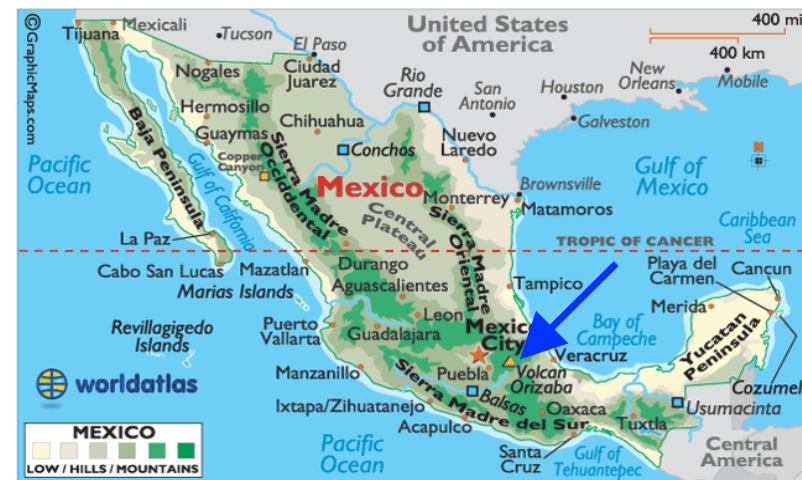 ©GraphicMaps.com
United States
of America
400 mi
400 km
Tijuana
Mexicali
Tucson
El Paso
Nogales
Ciudad
Juarez
Rio
Grande
San
Antonio
Houston
New
Orleans
Mobile
Galveston
Hermosillo
Chihuahua
Guaymas
Copper
Canyon
Conchos
Nuevo
Laredo
Baja Peninsula
Gulf of California
Pacific
Ocean
Sierra Madre
Occidental
Mexico
Central
Plateau
Monterrey
Sierra Madre
Oriental
Brownsville
Matamoros
Gulf of
Mexico
N
Caribbean
Sea
La Paz
TROPIC OF CANCER
Cabo San Lucas
Mazatlan
Durango
Marias Islands
Aguascalientes
Tampico
Playa del
Carmen
Cancun
Merida
Leon
Revillagigedo
Islands
Puerto
Vallarta
Guadalajara
Mexic
City
Bay of
Campeche
Yucatan
Peninsula
Veracruz
Manzanillo
Puebla
Volcan
Orizaba
Cozumel
worldatlas
Balsas
Usumacinta
Ixtapa/Zihuatanejo
Sierra Madre del Sur
Oaxaca
Tuxtla
Acapulco
MEXICO
LOW / HILLS / MOUNTAINS
Pacific
Ocean
Santa
Cruz
Gulf of
Tehuantepec
Central
America